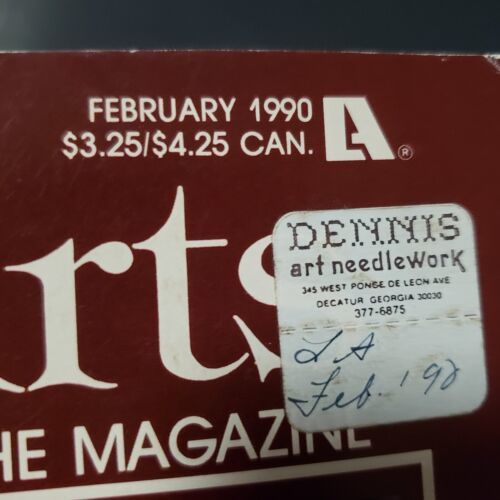 FEBRUARY 1990
$3.25/$4.25 CAN.
A®
rts
DENNIS
art needleWorK
345 WEST PONCE DE LEON AVE
DECATUR GEORGIA 30030
377-6875
LA
Feb. '90
HE MAGAZINE